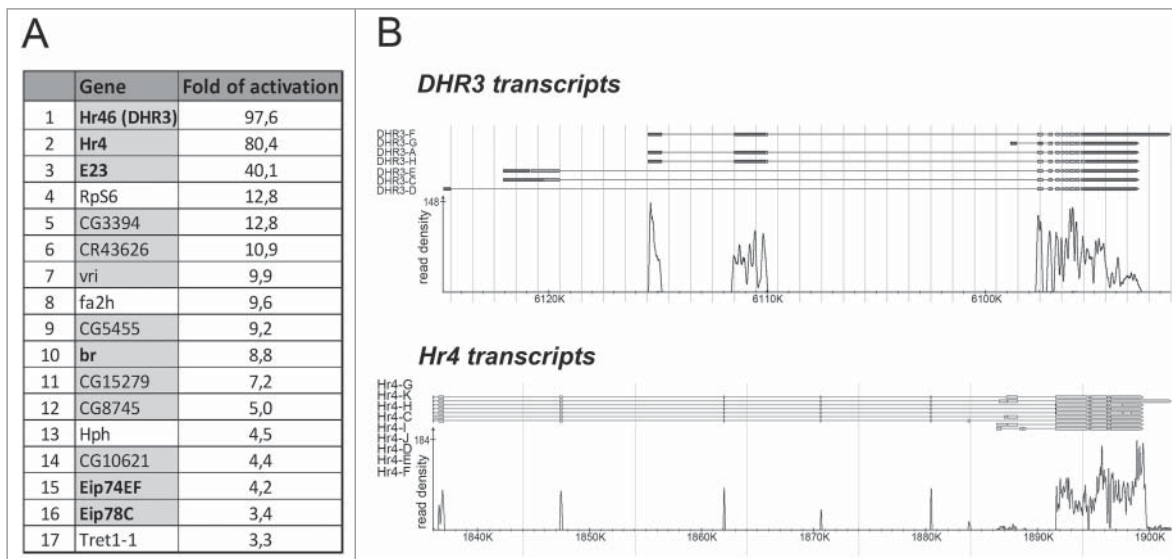 A
Gene Fold of activation
1 Hr46 (DHR3) 97,6
2 Hr4 80,4
3 E23 40,1
4 RpS6 12,8
5 CG3394 12,8
6 CR43626 10,9
7 vri 9,9
8 fa2h 9,6
9 CG5455 9,2
10 br 8,8
11 CG15279 7,2
12 CG8745 5,0
13 Hph 4,5
14 CG10621 4,4
15 Eip74EF 4,2
16 Eip78C 3,4
17 Tret1-1 3,3
B
DHR3 transcripts
DHR3-F
DHR3-G
DHR3-A
DHR3-H
DHR3-E
DHR3-C
DHR3-D
148
read density
6120K 6110K 6100K
Hr4 transcripts
Hr4-G
Hr4-K
Hr4-H
Hr4-C
Hr4-I
Hr4-J
Hr4-D
Hr4-E
Hr4-F
184
read density
1840K 1850K 1860K 1870K 1880K 1890K 1900K